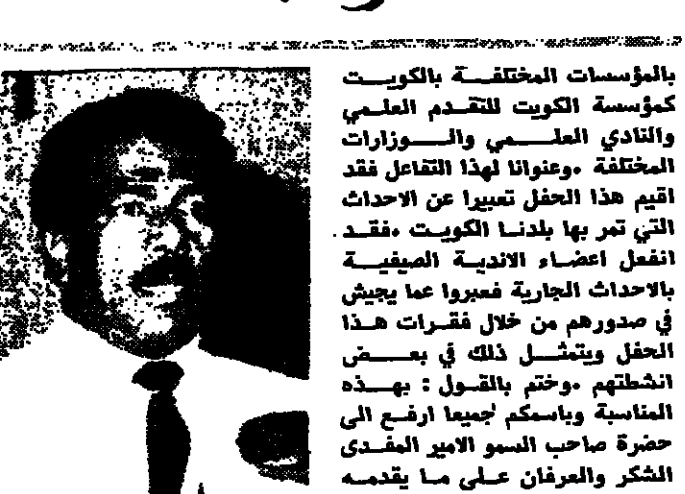 بالمؤسسات المختلفة بالكويت
كمؤسسة الكويت للتقدم العلمي
والنادي العلمي والوزارات
المختلفة ،وعنوانا لهذا التفاعل فقد
اقيم هذا الحفل تعبيرا عن الاحداث
التي تمر بها بلدنا الكويت ،فقد
انفعل اعضاء الاندية الصيفية
بالاحداث الجارية فعبروا عما يجيش
في صدورهم من خلال فقرات هذا
الحفل ويتمثل ذلك في بعض
انشطتهم ،وختم بالقول : بهذه
المناسبة وباسمكم جميعا ارفع الى
حضرة صاحب السمو الامير المفدى
الشكر والعرفان على ما يقدمه